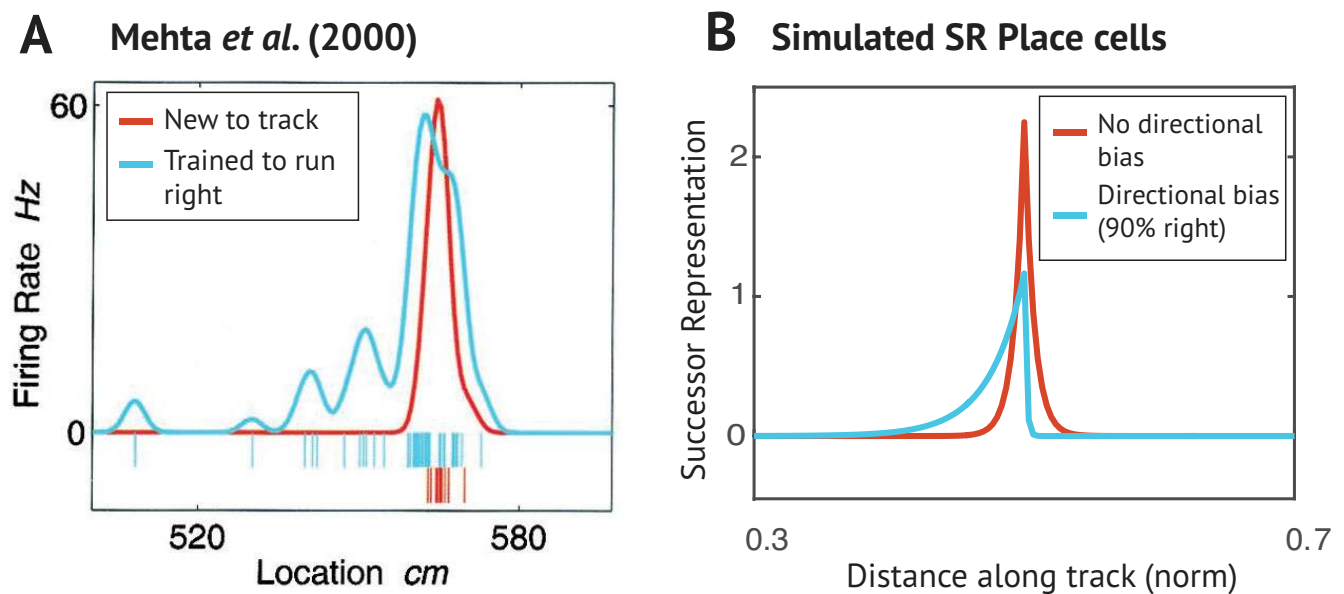 A Mehta et al. (2000)
60
New to track
Trained to run
right
Firing Rate Hz
0
520
580
Location cm
B Simulated SR Place cells
No directional
bias
Directional bias
(90% right)
Successor Representation
2
1
0
0.3
0.7
Distance along track (norm)